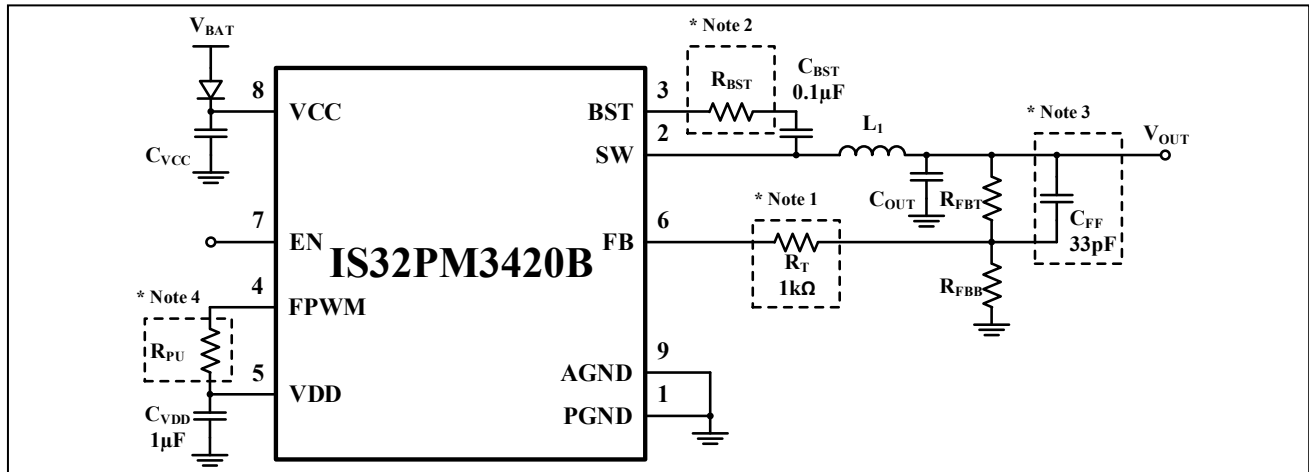 V_BAT
* Note 2
R_BST
C_BST
0.1µF
8
VCC
C_VCC
3
BST
2
SW
L₁
* Note 3
V_OUT
7
EN
IS32PM3420B
6
FB
* Note 1
R_T
1kΩ
C_OUT
R_FBT
C_FF
33pF
R_FBB
* Note 4
R_PU
4
FPWM
5
VDD
C_VDD
1µF
9
AGND
1
PGND